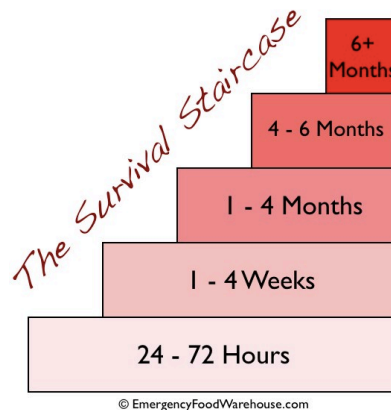 The Survival Staircase
6+
Months
4 - 6 Months
1 - 4 Months
1 - 4 Weeks
24 - 72 Hours
© EmergencyFoodWarehouse.com